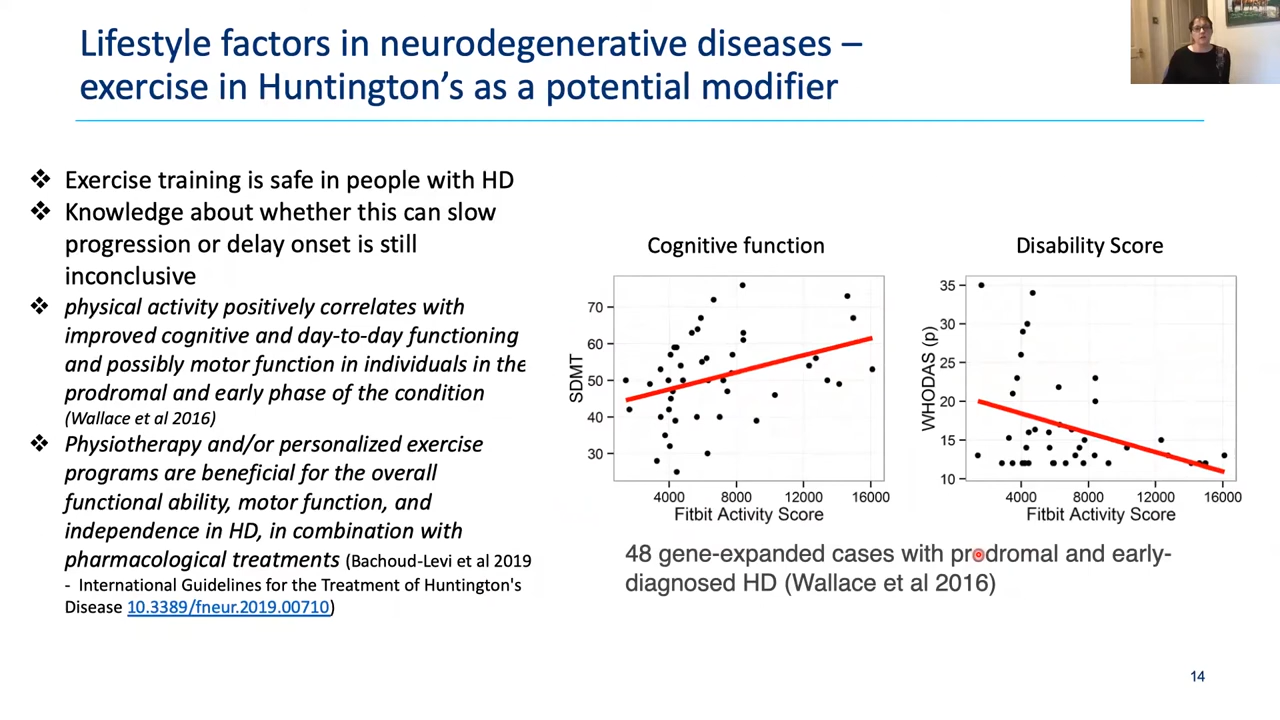 Lifestyle factors in neurodegenerative diseases –
exercise in Huntington's as a potential modifier
❖ Exercise training is safe in people with HD
❖ Knowledge about whether this can slow
progression or delay onset is still
inconclusive
❖ physical activity positively correlates with
improved cognitive and day-to-day functioning
and possibly motor function in individuals in the
prodromal and early phase of the condition
(Wallace et al 2016)
❖ Physiotherapy and/or personalized exercise
programs are beneficial for the overall
functional ability, motor function, and
independence in HD, in combination with
pharmacological treatments (Bachoud-Levi et al 2019
- International Guidelines for the Treatment of Huntington's
Disease 10.3389/fneur.2019.00710)
Cognitive function
SDMT
70
60
50
40
30
4000 8000 12000 16000
Fitbit Activity Score
Disability Score
WHODAS (p)
35
30
25
20
15
10
4000 8000 12000 16000
Fitbit Activity Score
48 gene-expanded cases with prodromal and early-
diagnosed HD (Wallace et al 2016)
14